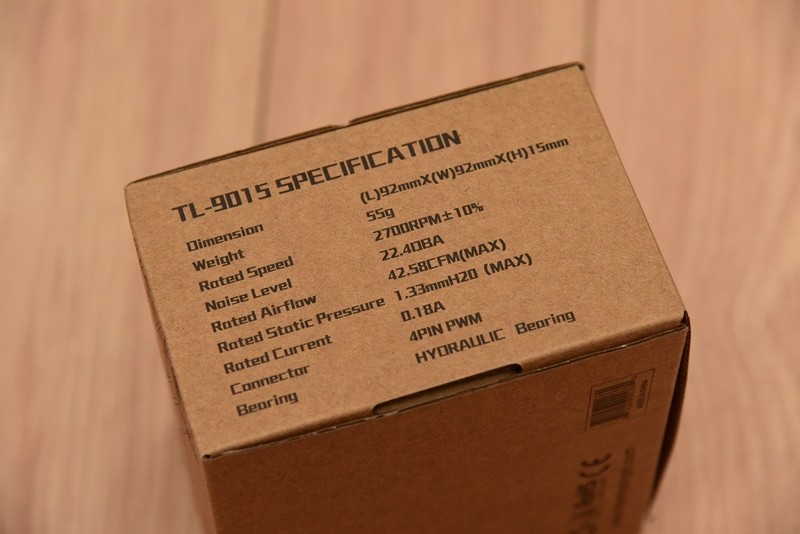 TL-9015 SPECIFICATION
Dimension (L)92mmX(W)92mmX(H)15mm
Weight 55g
Rated Speed 2700RPM±10%
Noise Level 22.4DBA
Rated Airflow 42.58CFM(MAX)
Rated Static Pressure 1.33mmH2O (MAX)
Rated Current 0.18A
Connector 4PIN PWM
Bearing HYDRAULIC Bearing
CE